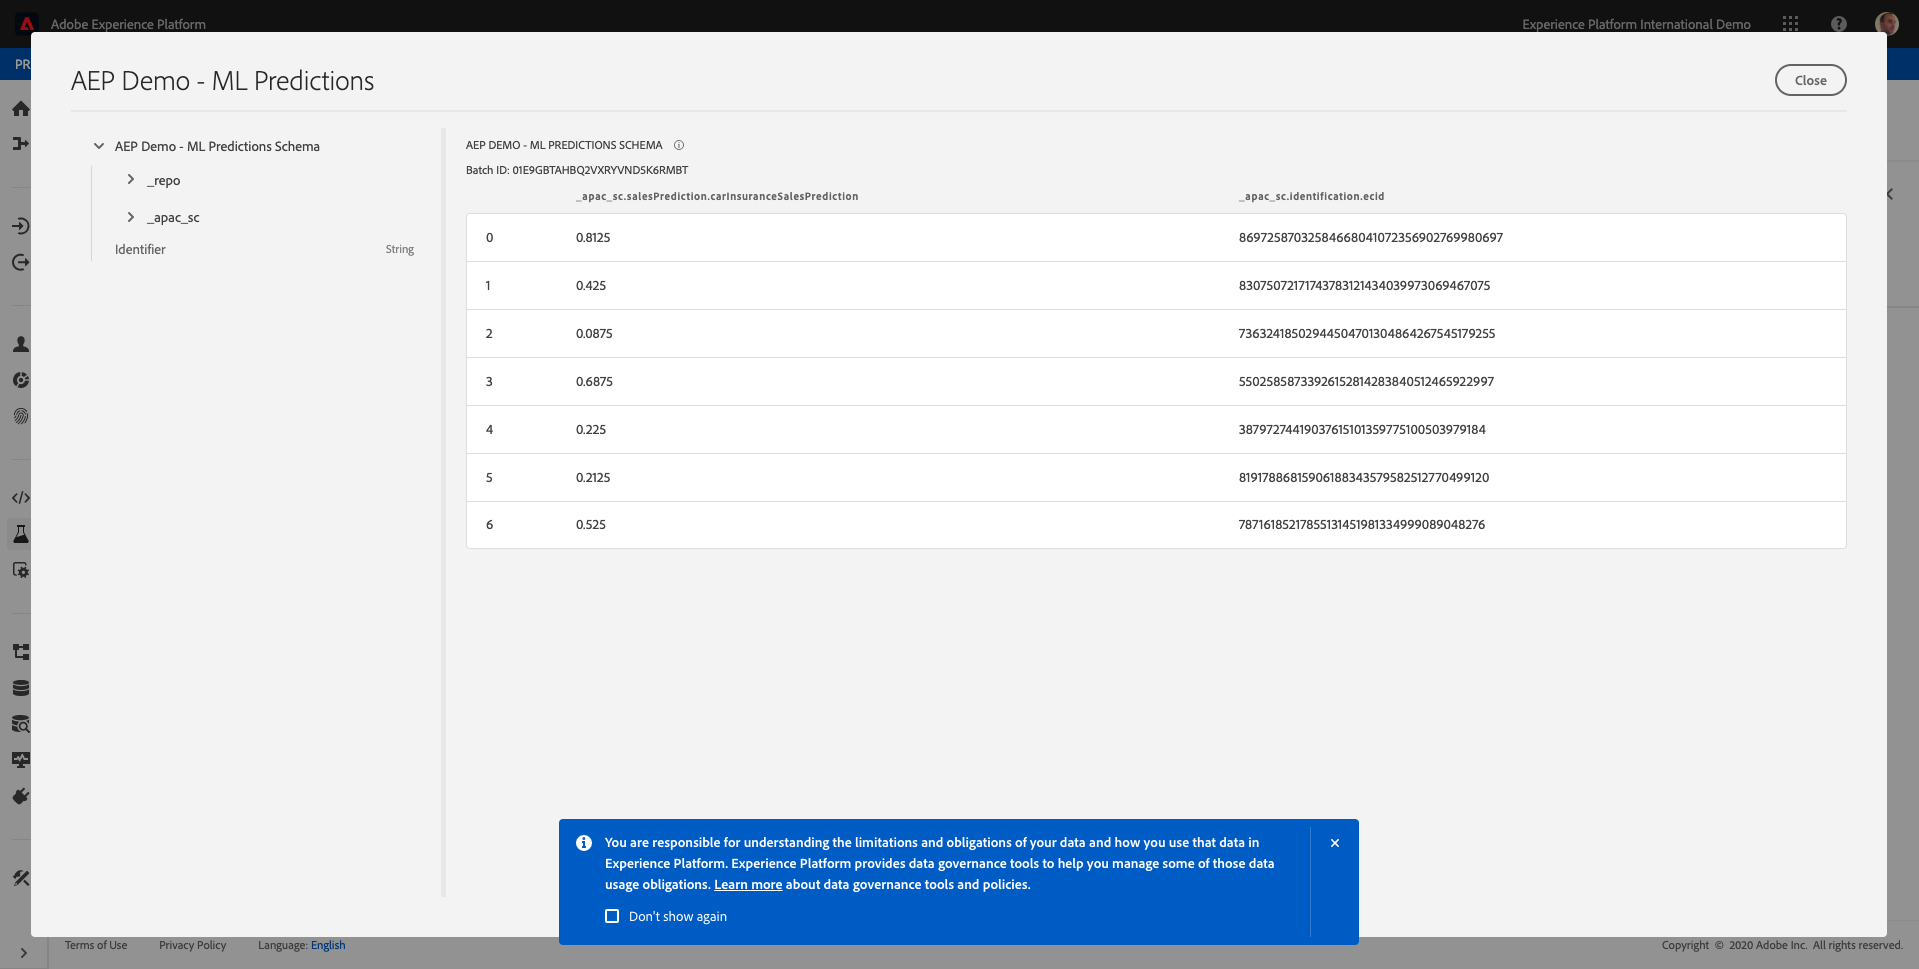 Adobe Experience Platform
Experience Platform International Demo
PR
AEP Demo - ML Predictions
Close
AEP Demo - ML Predictions Schema
_repo
_apac_sc
Identifier String
AEP DEMO - ML PREDICTIONS SCHEMA
Batch ID: 01E9GBTAHBQ2VXRYVND5K6RMBT
_apac_sc.salesPrediction.carInsuranceSalesPrediction _apac_sc.identification.ecid
0 0.8125 86972587032584668041072356902769980697
1 0.425 83075072171743783121434039973069467075
2 0.0875 73632418502944504701304864267545179255
3 0.6875 55025858733926152814283840512465922997
4 0.225 38797274419037615101359775100503979184
5 0.2125 81917886815906188343579582512770499120
6 0.525 78716185217855131451981334999089048276
You are responsible for understanding the limitations and obligations of your data and how you use that data in
Experience Platform. Experience Platform provides data governance tools to help you manage some of those data
usage obligations. Learn more about data governance tools and policies.
Don't show again
Terms of Use Privacy Policy Language: English
Copyright © 2020 Adobe Inc. All rights reserved.